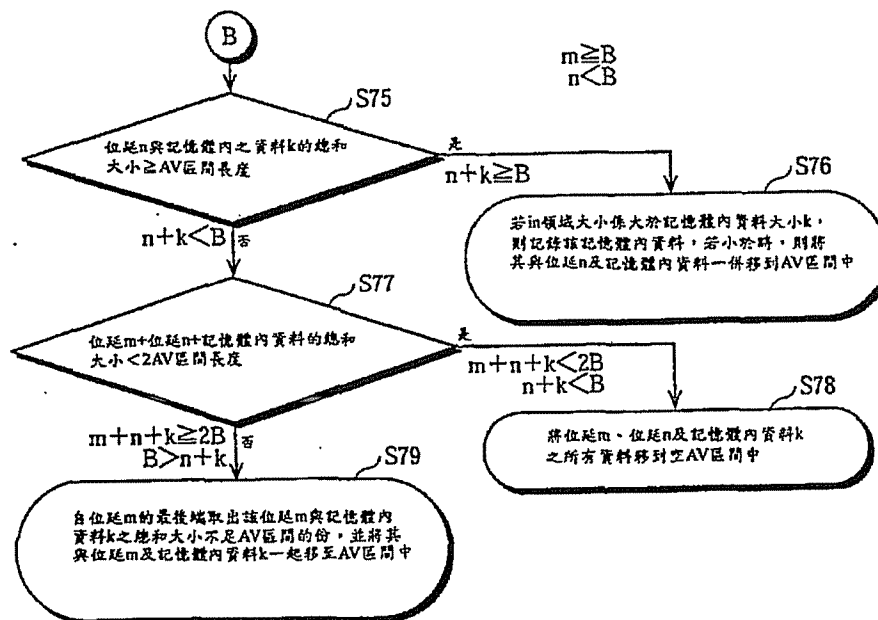 B
m≧B
n<B
S75
位延n與記憶體內之資料k的總和
大小≧AV區間長度
是
n+k≧B
S76
若in領域大小係大於記憶體內資料大小k,
則記錄該記憶體內資料,若小於時,則將
其與位延n及記憶體內資料一併移到AV區間中
n+k<B
否
S77
位延m+位延n+記憶體內資料的總和
大小<2AV區間長度
是
m+n+k<2B
n+k<B
S78
將位延m、位延n及記憶體內資料k
之所有資料移到空AV區間中
m+n+k≧2B
否
B>n+k
S79
自位延m的最後端取出該位延m與記憶體內
資料k之總和大小不足AV區間的份,並將其
與位延m及記憶體內資料k一起移至AV區間中